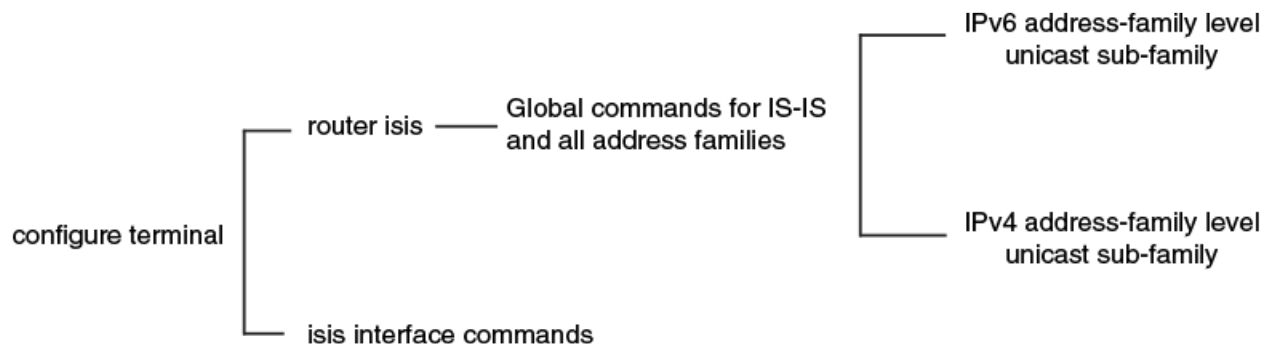 IPv6 address-family level
unicast sub-family
Global commands for IS-IS
router isis
and all address families
IPv4 address-family level
configure terminal
unicast sub-family
isis interface commands